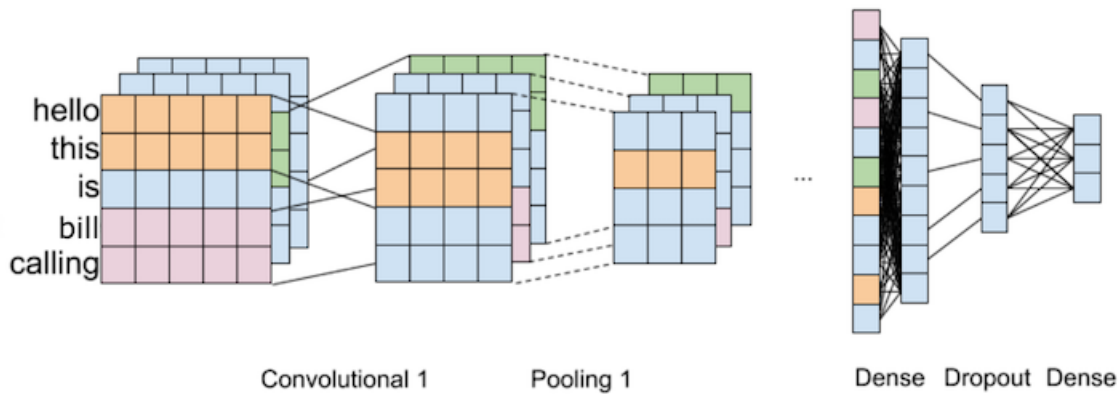 hello
this
is
bill
calling
...
Convolutional 1
Pooling 1
Dense
Dropout
Dense